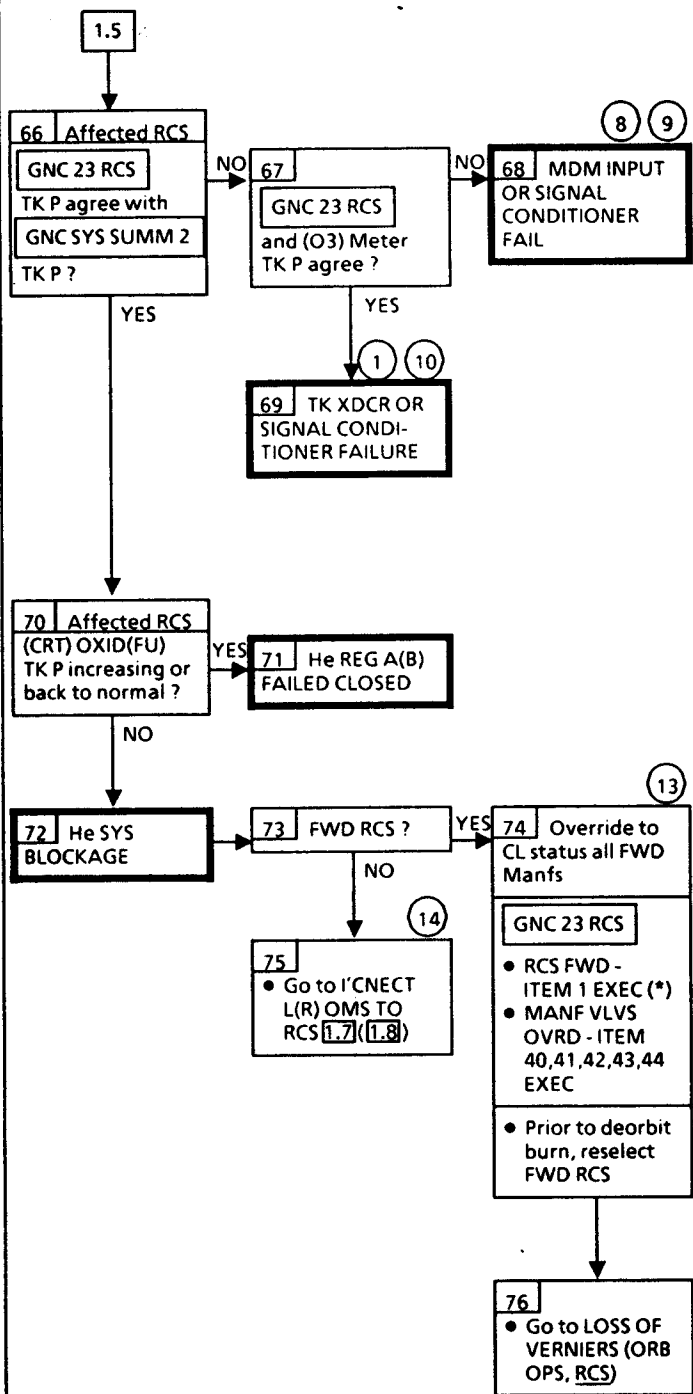 1.5
66 Affected RCS
GNC 23 RCS
TK P agree with
GNC SYS SUMM 2
TK P ?
NO
YES
67
GNC 23 RCS
and (O3) Meter
TK P agree ?
NO
YES
8 9
68 MDM INPUT
OR SIGNAL
CONDITIONER
FAIL
1 10
69 TK XDCR OR
SIGNAL CONDI-
TIONER FAILURE
70 Affected RCS
(CRT) OXID(FU)
TK P increasing or
back to normal ?
YES
NO
71 He REG A(B)
FAILED CLOSED
72 He SYS
BLOCKAGE
73 FWD RCS ?
YES
NO
14
75
● Go to I'CNECT
L(R) OMS TO
RCS 1.7 (1.8)
13
74 Override to
CL status all FWD
Manfs
GNC 23 RCS
● RCS FWD -
ITEM 1 EXEC (*)
● MANF VLVS
OVRD - ITEM
40,41,42,43,44
EXEC
● Prior to deorbit
burn, reselect
FWD RCS
76
● Go to LOSS OF
VERNIERS (ORB
OPS, RCS)